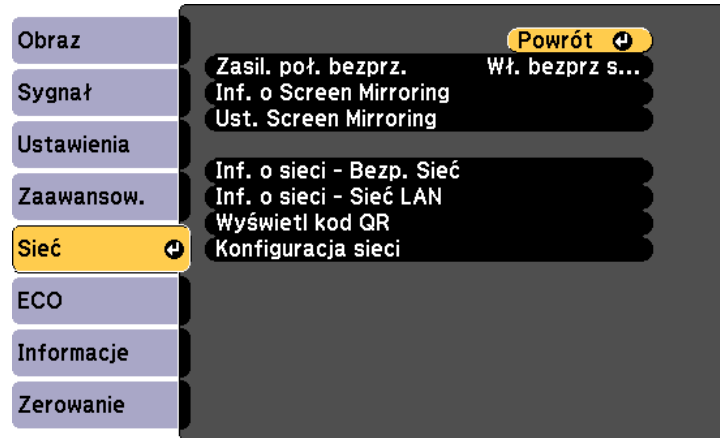 Obraz
Sygnał
Ustawienia
Zaawansow.
Sieć
ECO
Informacje
Zerowanie
Powrót
Zasil. poł. bezprz. Wł. bezprz s...
Inf. o Screen Mirroring
Ust. Screen Mirroring
Inf. o sieci - Bezp. Sieć
Inf. o sieci - Sieć LAN
Wyświetl kod QR
Konfiguracja sieci